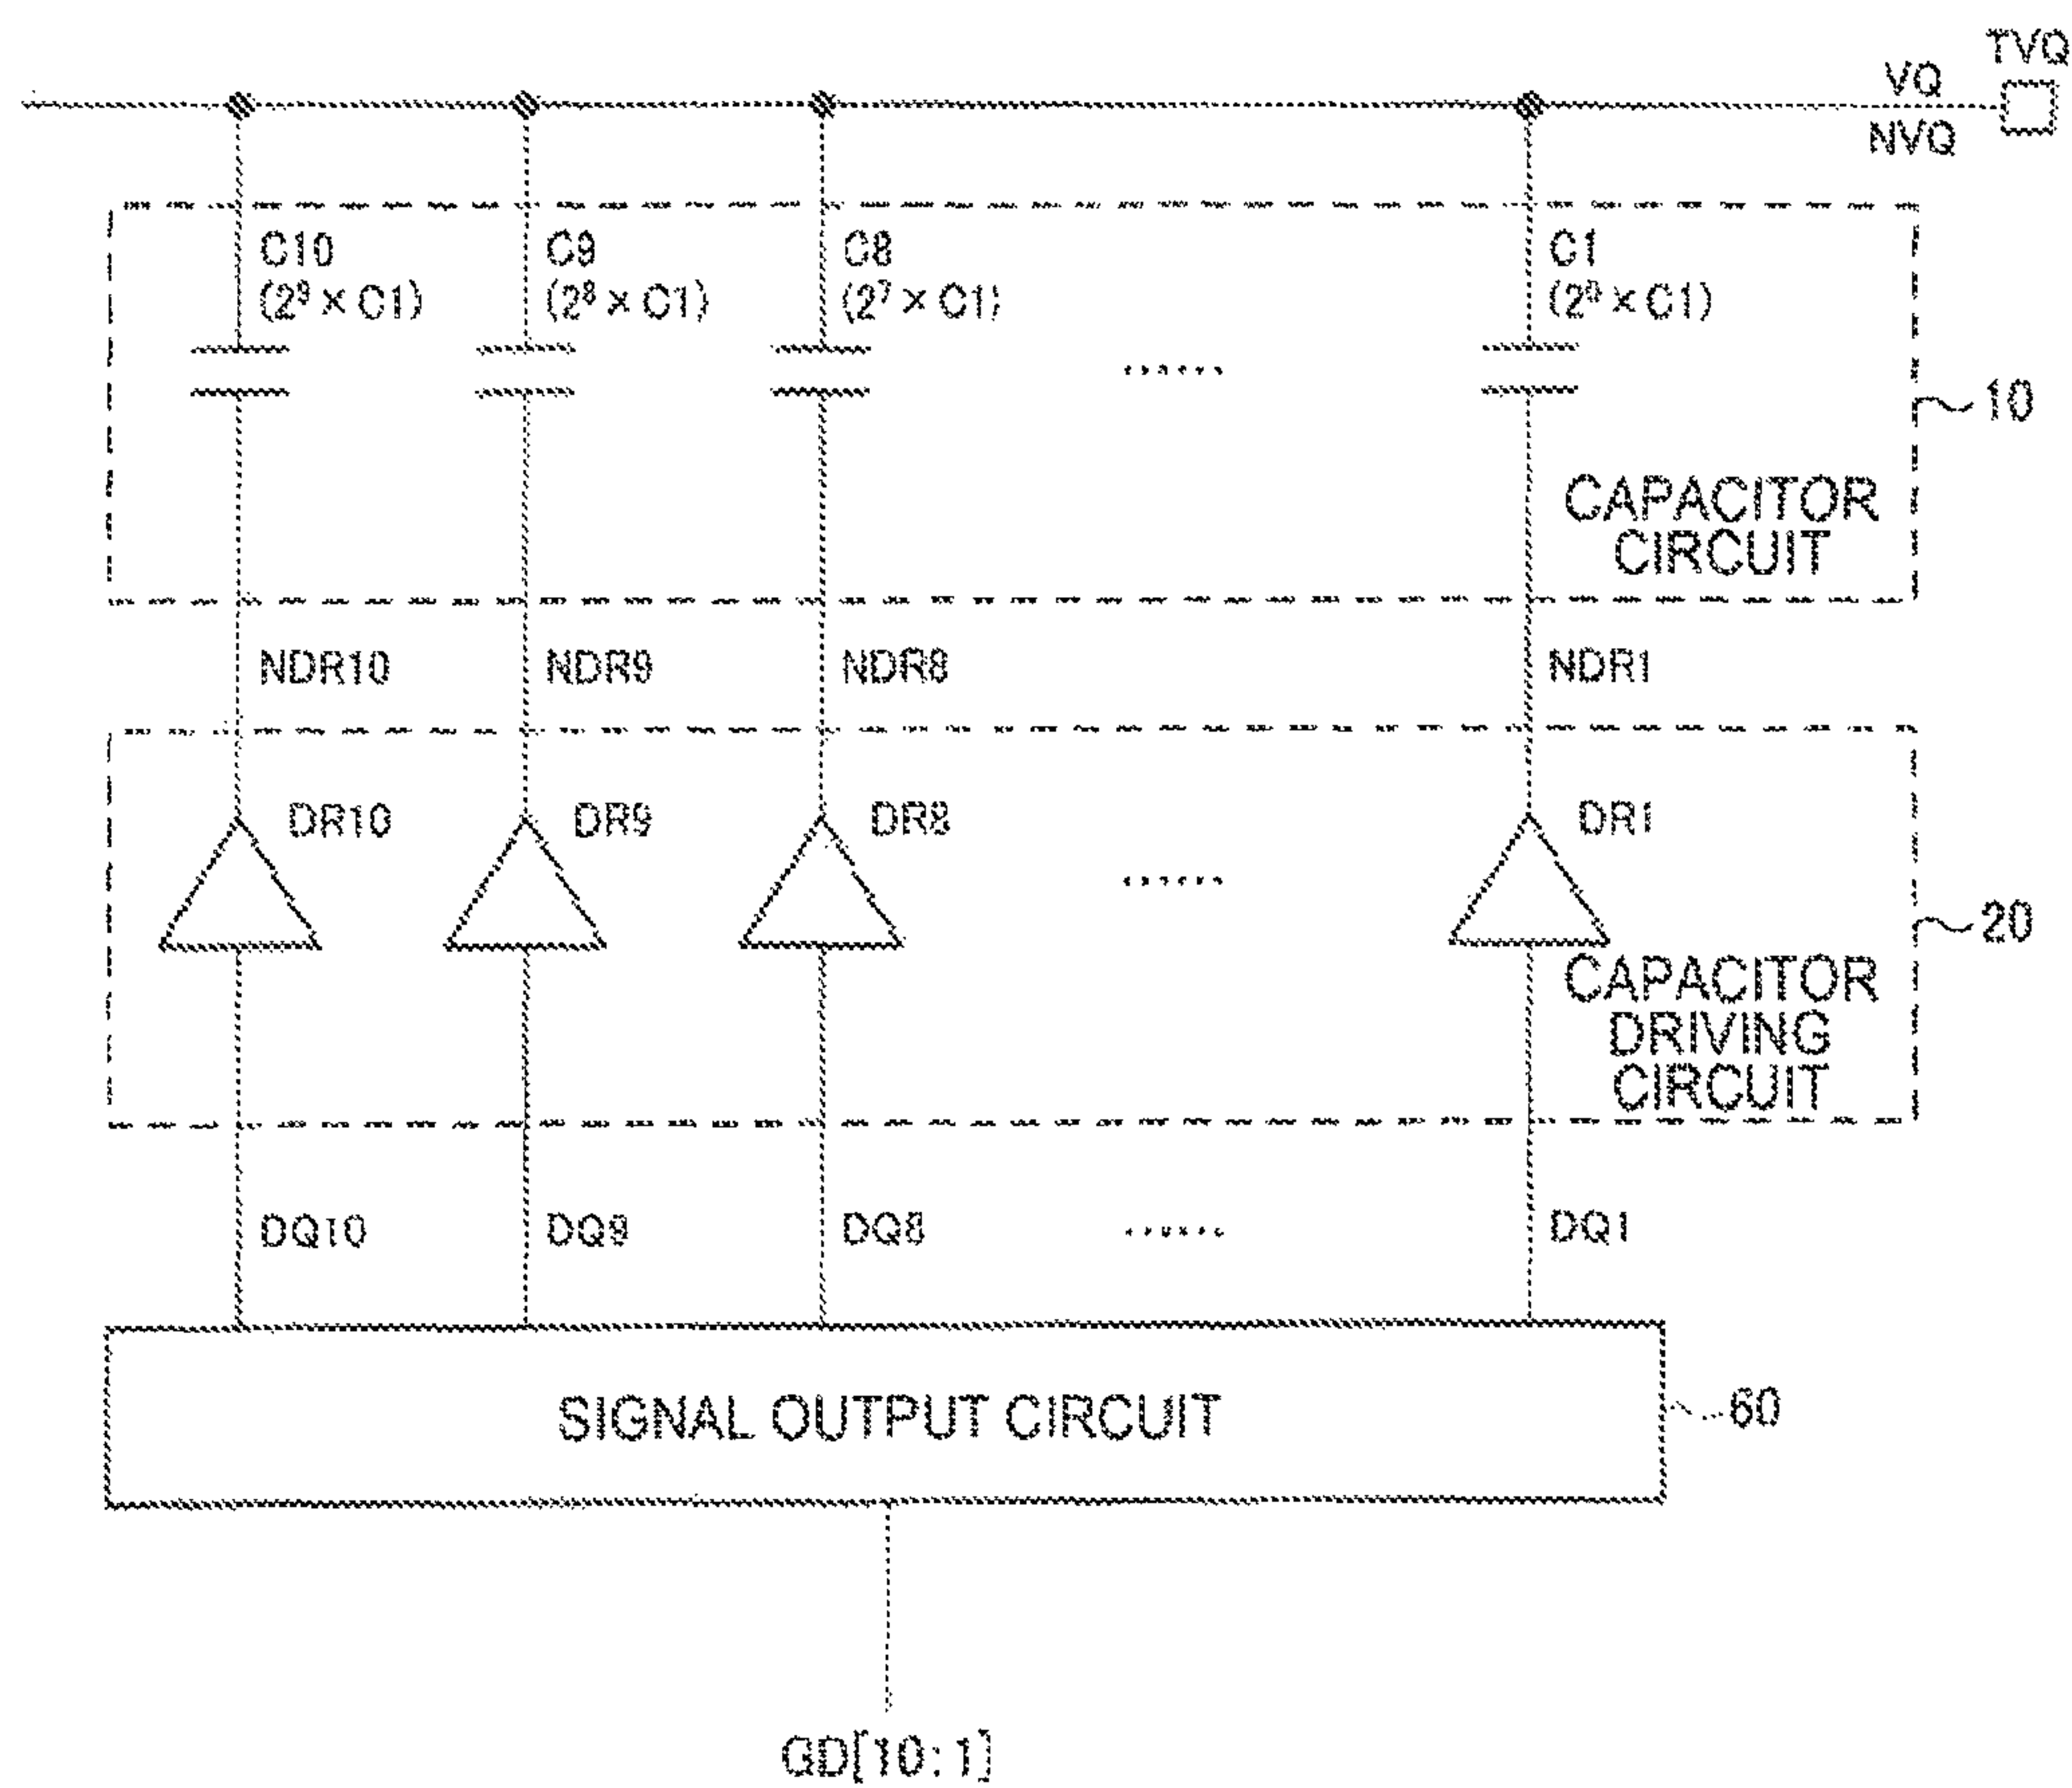 TVQ
VQ
NVQ
C10
(2⁹×C1)
C9
(2⁸×C1)
C8
(2⁷×C1)
C1
(2⁰×C1)
......
10
CAPACITOR
CIRCUIT
NDR10
NDR9
NDR8
NDR1
DR10
DR9
DR8
DR1
......
20
CAPACITOR
DRIVING
CIRCUIT
DQ10
DQ9
DQ8
......
DQ1
SIGNAL OUTPUT CIRCUIT
60
GD[10:1]